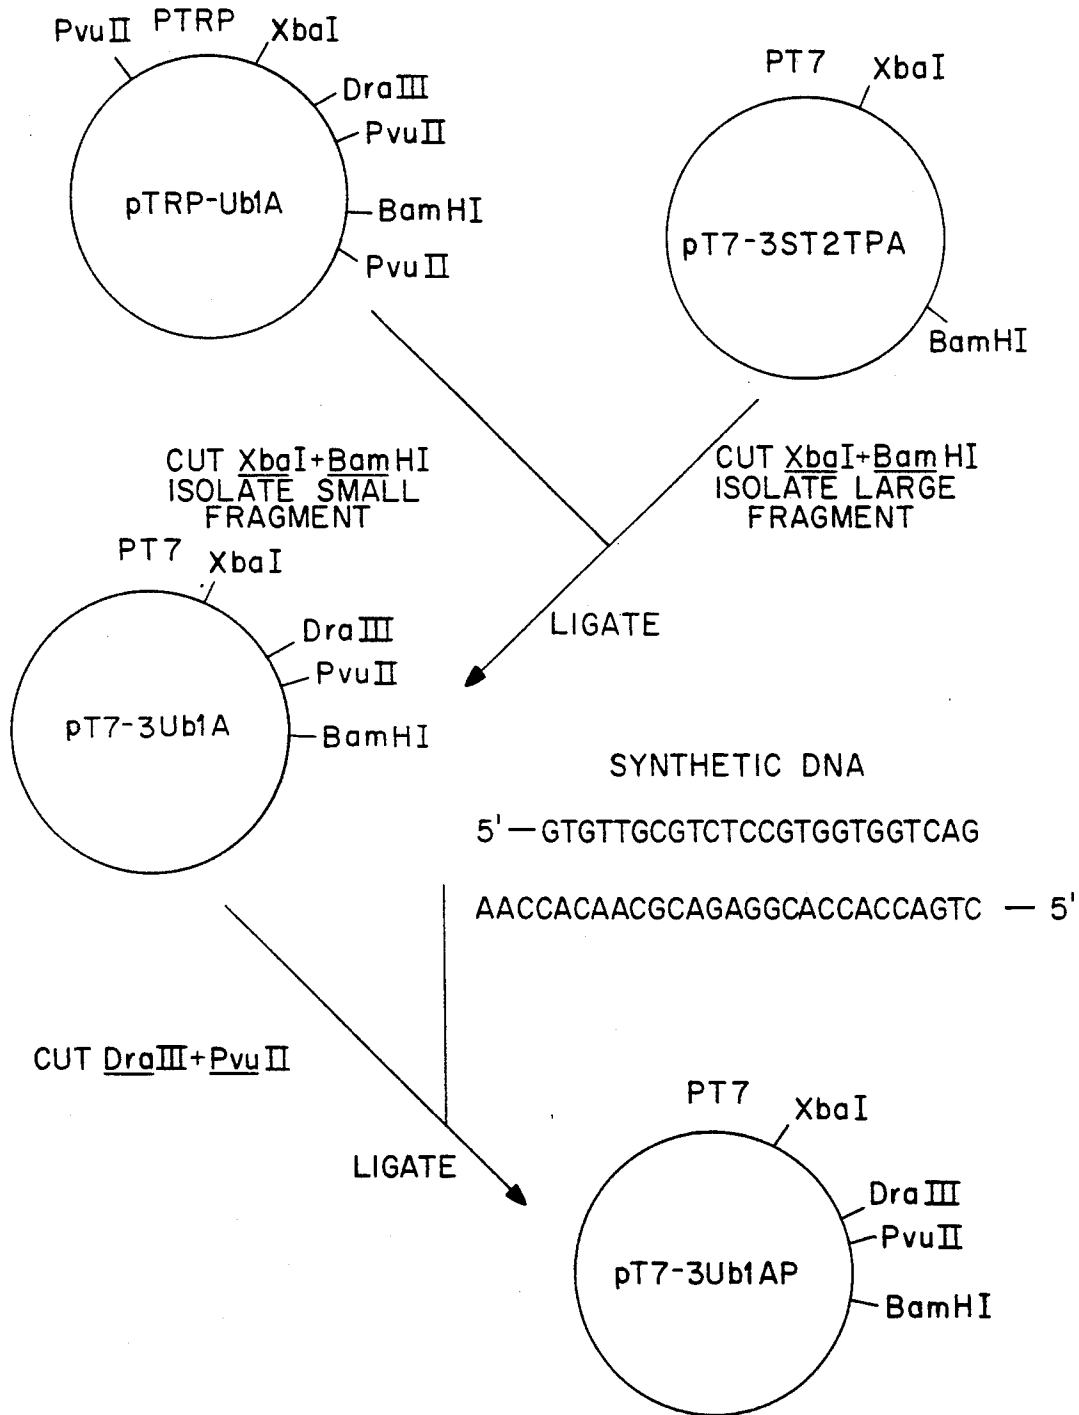 PvuII
PTRP
XbaI
DraIII
PvuII
pTRP-Ub1A
BamHI
PvuII
PT7
XbaI
pT7-3ST2TPA
BamHI
CUT XbaI+BamHI
ISOLATE SMALL
FRAGMENT
CUT XbaI+BamHI
ISOLATE LARGE
FRAGMENT
PT7
XbaI
LIGATE
DraIII
PvuII
pT7-3Ub1A
BamHI
SYNTHETIC DNA
5'—GTGTTGCGTCTCCGTGGTGGTCAG
AACCACAACGCAGAGGCACCACCAGTC — 5'
CUT DraIII+PvuII
LIGATE
PT7
XbaI
DraIII
PvuII
pT7-3Ub1AP
BamHI